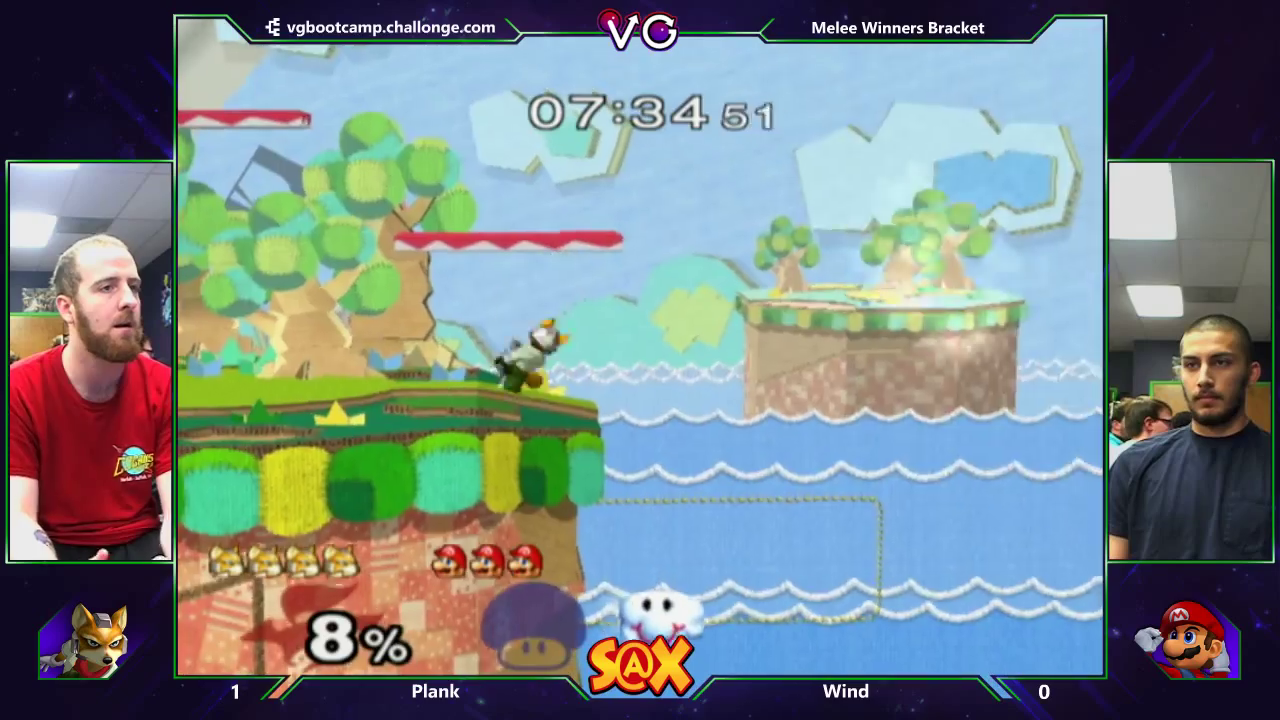 vgbootcamp.challonge.com
VG
Melee Winners Bracket
07:34 51
8%
S@X
1
Plank
Wind
0